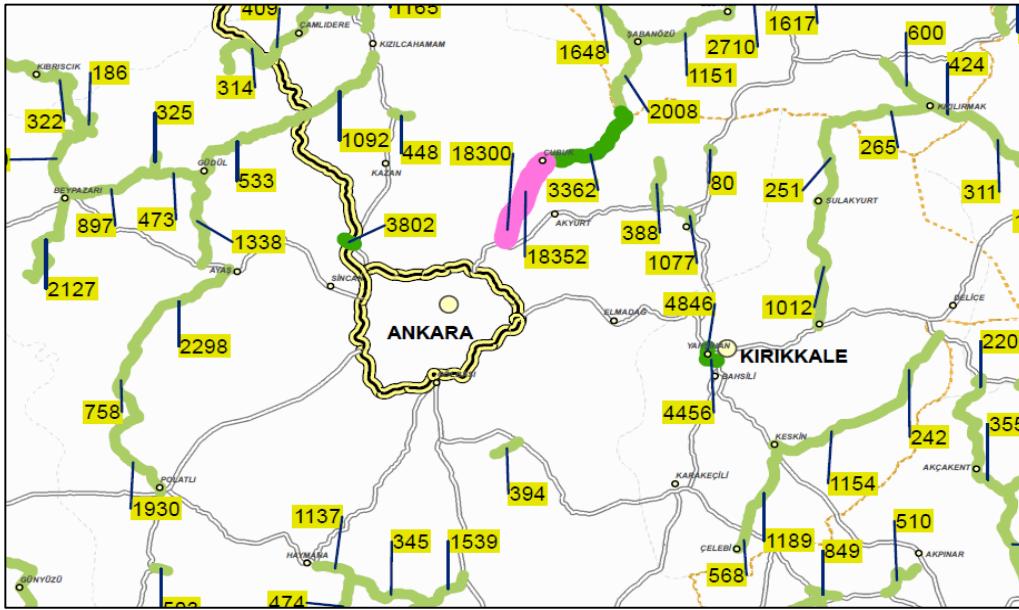 409
1165
ÇAMLIDERE
1648
1617
ŞABANÖZÜ
2710
600
KIZILCAHAMAM
KIBRISCIK
186
314
1151
424
322
325
2008
KIZILIRMAK
1092
448
18300
ÇUBUK
265
GÜDÜL
KAZAN
3362
80
533
251
311
BEYPAZARI
SULAKYURT
897
473
AKYURT
388
1338
3802
18352
1077
AYAŞ
SİNCAN
2127
4846
1012
DELİCE
ELMADAĞ
ANKARA
2298
YAHŞİHAN
KIRIKKALE
220
BAHŞİLİ
758
4456
355
KESKİN
242
AKÇAKENT
POLATLI
394
KARAKEÇİLİ
1154
1930
1137
345
1539
510
HAYMANA
ÇELEBİ
1189
849
AKPINAR
568
GÜNYÜZÜ
474